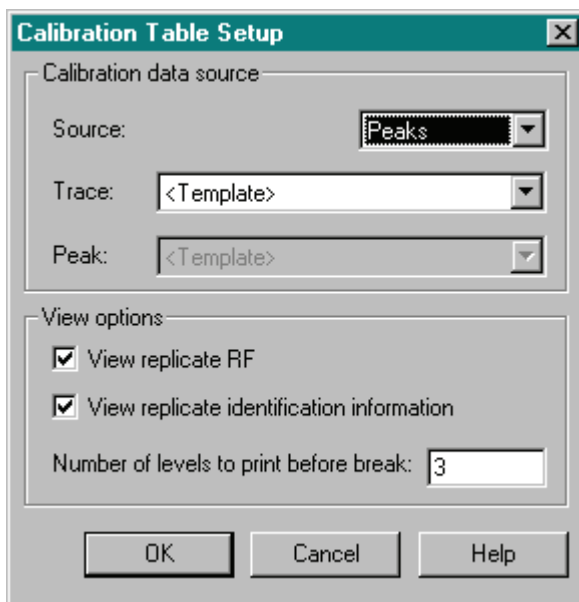 Calibration Table Setup
Calibration data source
Source: Peaks
Trace: <Template>
Peak: <Template>
View options
View replicate RF
View replicate identification information
Number of levels to print before break: 3
OK Cancel Help